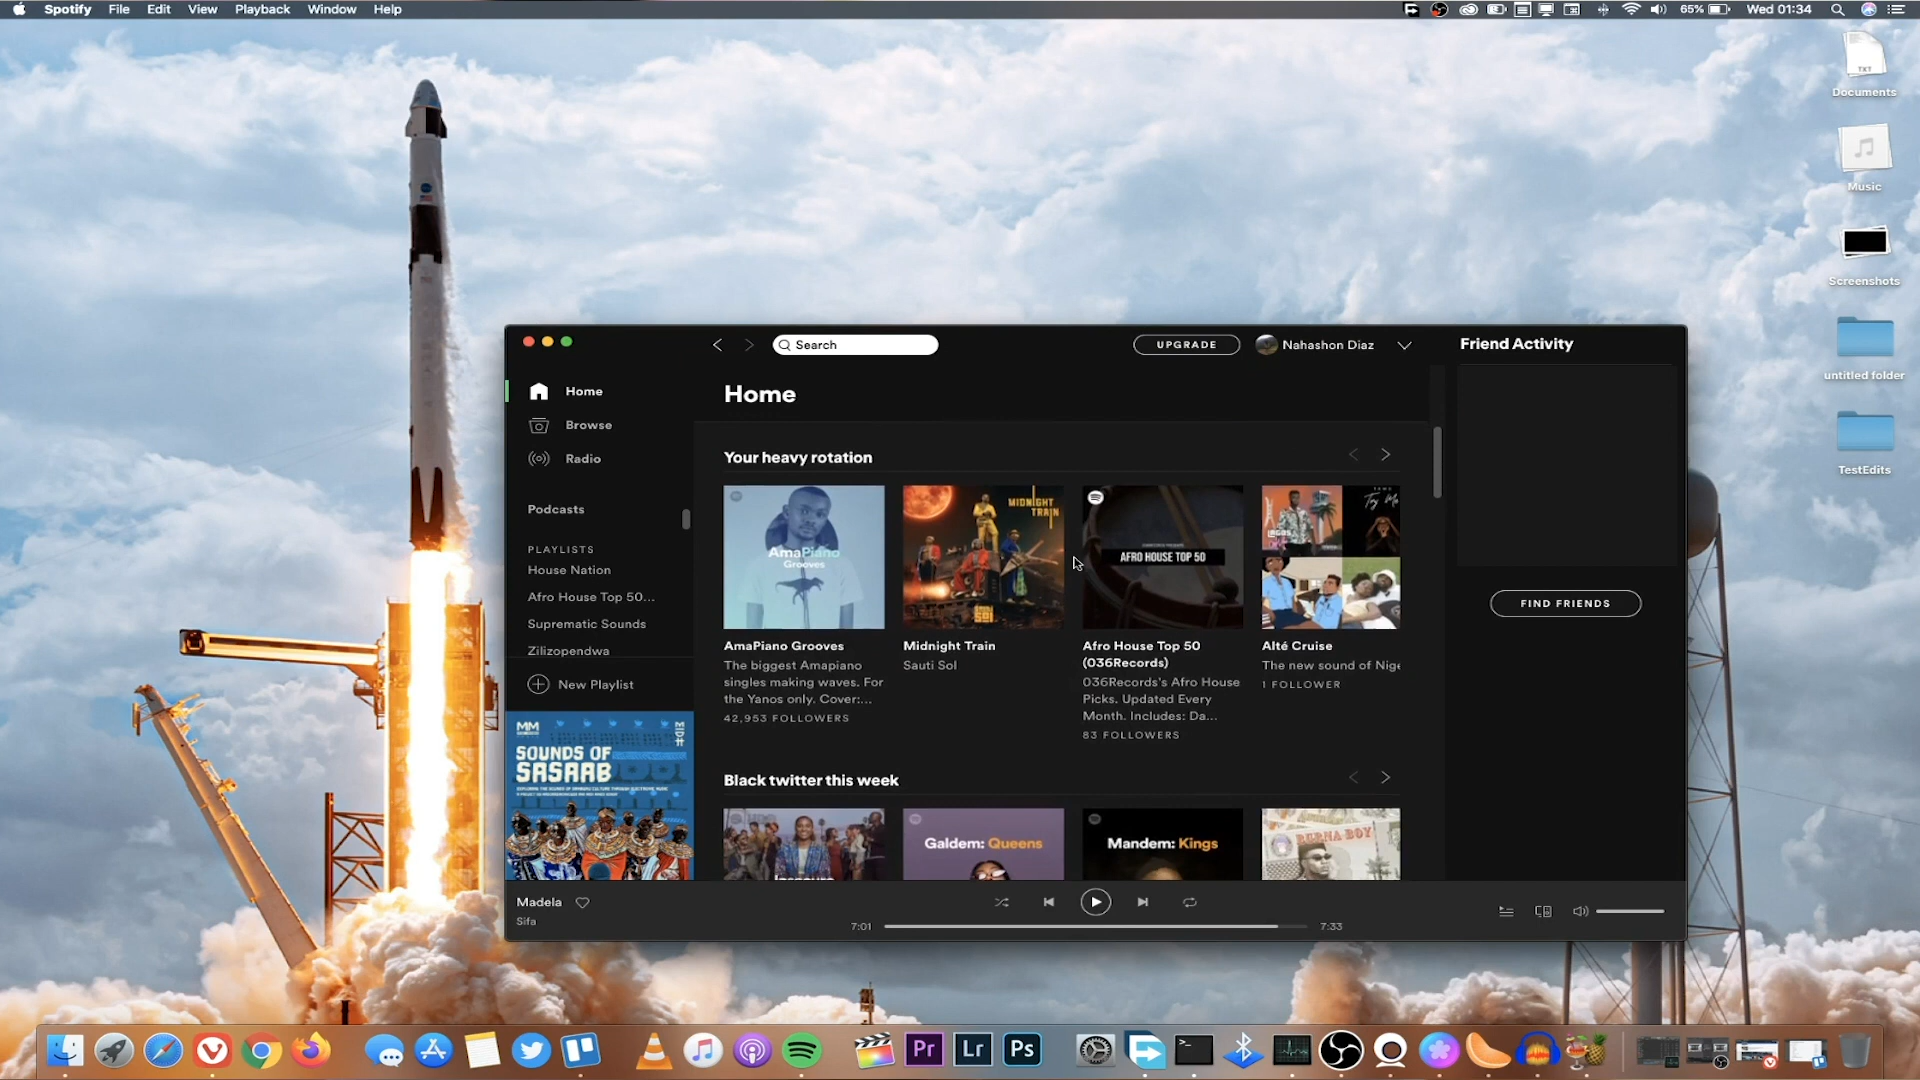 Spotify File Edit View Playback Window Help
65% Wed 01:34
TXT
Documents
Music
Screenshots
untitled folder
TestEdits
Search
UPGRADE
Nahashon Diaz
Friend Activity
Home
Browse
Radio
Podcasts
PLAYLISTS
House Nation
Afro House Top 50...
Suprematic Sounds
Zilizopendwa
New Playlist
Home
Your heavy rotation
AmaPiano
Grooves
MIDNIGHT
TRAIN
AFRO HOUSE TOP 50
AmaPiano Grooves
The biggest Amapiano
singles making waves. For
the Yanos only. Cover:...
42,953 FOLLOWERS
Midnight Train
Sauti Sol
Afro House Top 50
(036Records)
036Records's Afro House
Picks. Updated Every
Month. Includes: Da...
83 FOLLOWERS
Alté Cruise
The new sound of Nige
1 FOLLOWER
FIND FRIENDS
Black twitter this week
Galdem: Queens
Mandem: Kings
BURNA BOY
SOUNDS OF
SASAAB
Madela
Sifa
7:01
7:33
Pr
Lr
Ps